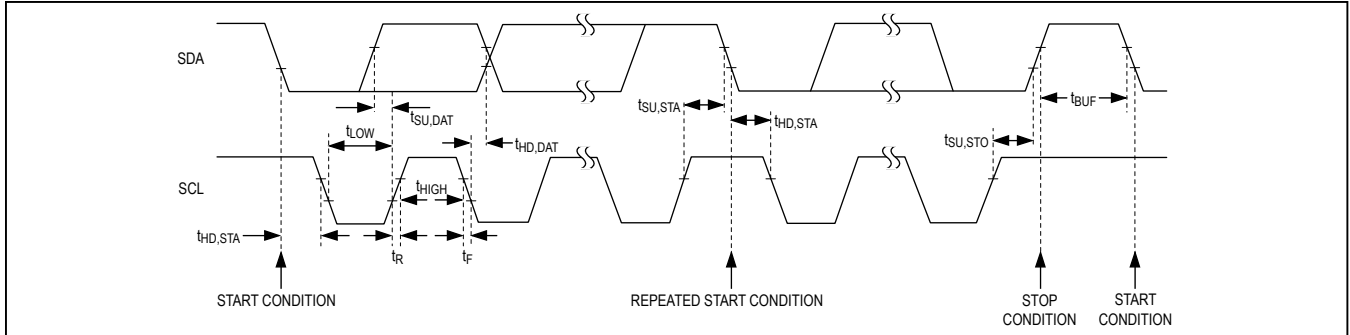 SDA
tSU,STA
tBUF
tSU,DAT
tHD,STA
tLOW
tHD,DAT
tSU,STO
SCL
tHIGH
tHD,STA
tR
tF
START CONDITION
REPEATED START CONDITION
STOP
CONDITION
START
CONDITION